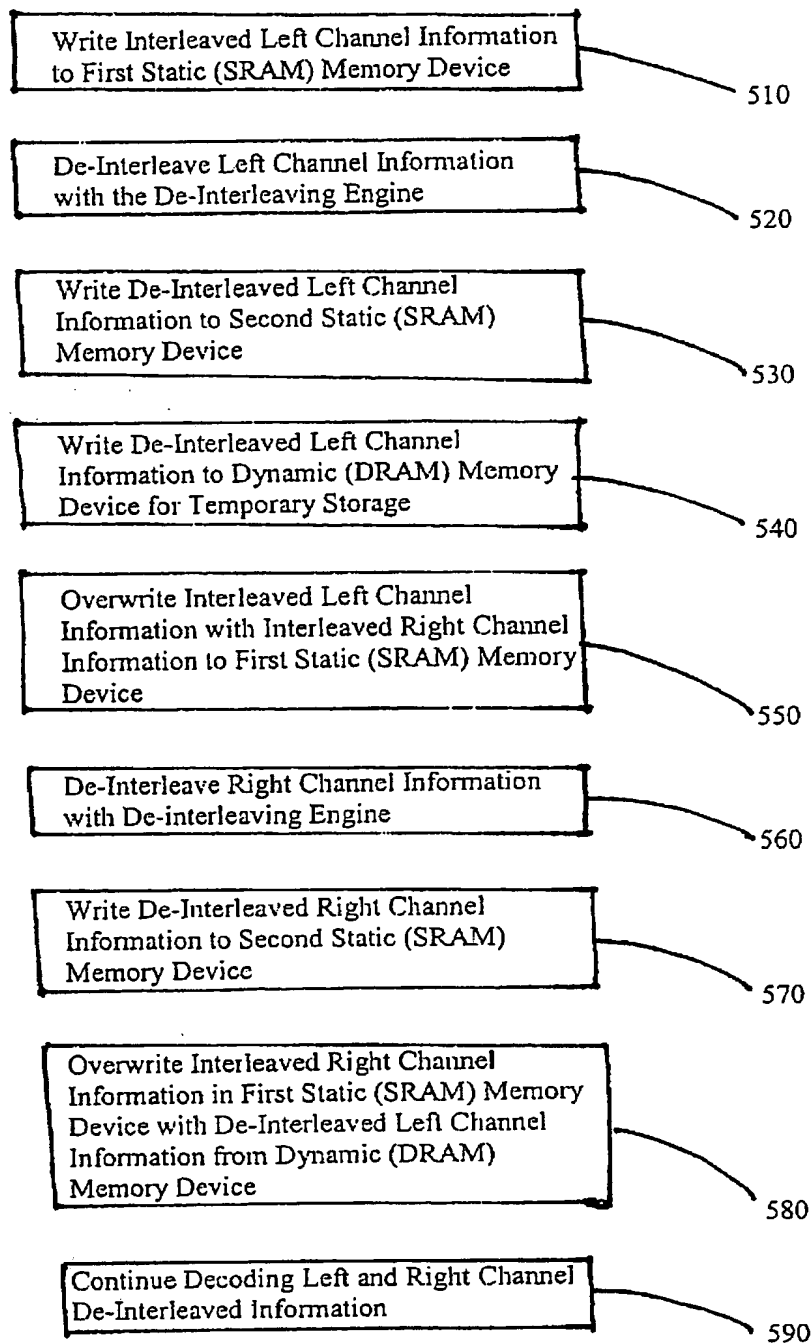 Write Interleaved Left Channel Information
to First Static (SRAM) Memory Device
510
De-Interleave Left Channel Information
with the De-Interleaving Engine
520
Write De-Interleaved Left Channel
Information to Second Static (SRAM)
Memory Device
530
Write De-Interleaved Left Channel
Information to Dynamic (DRAM) Memory
Device for Temporary Storage
540
Overwrite Interleaved Left Channel
Information with Interleaved Right Channel
Information to First Static (SRAM) Memory
Device
550
De-Interleave Right Channel Information
with De-interleaving Engine
560
Write De-Interleaved Right Channel
Information to Second Static (SRAM)
Memory Device
570
Overwrite Interleaved Right Channel
Information in First Static (SRAM) Memory
Device with De-Interleaved Left Channel
Information from Dynamic (DRAM)
Memory Device
580
Continue Decoding Left and Right Channel
De-Interleaved Information
590